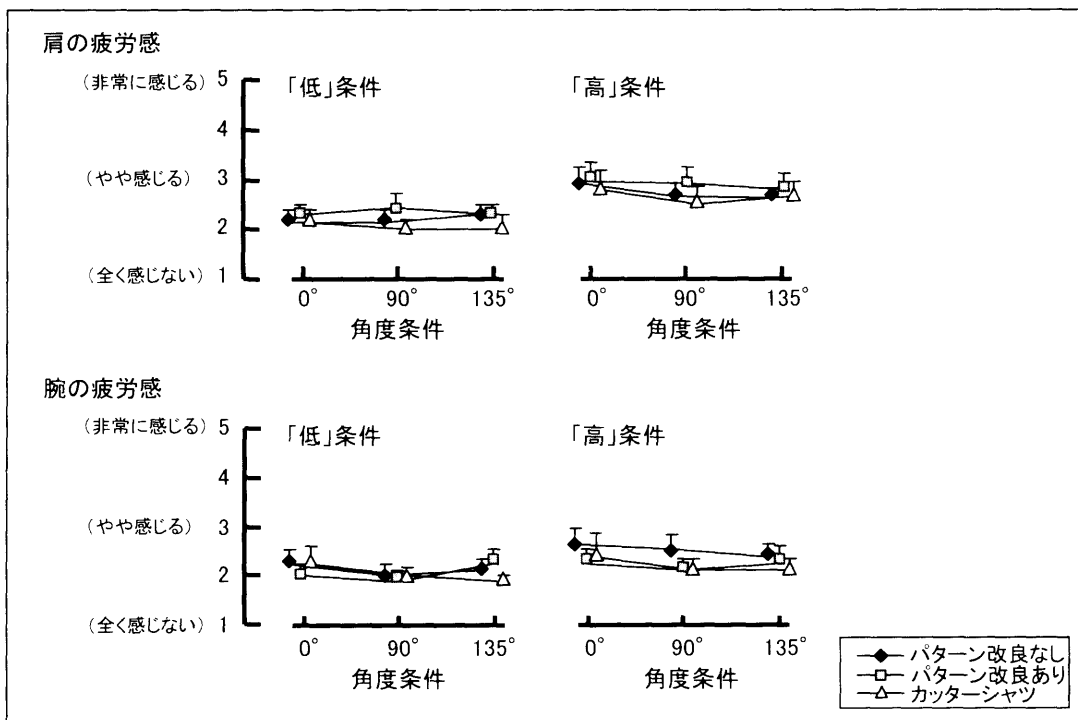 肩の疲労感
(非常に感じる) 5
4
(やや感じる) 3
2
(全く感じない) 1
「低」条件
0° 90° 135°
角度条件
「高」条件
0° 90° 135°
角度条件
腕の疲労感
(非常に感じる) 5
4
(やや感じる) 3
2
(全く感じない) 1
「低」条件
0° 90° 135°
角度条件
「高」条件
0° 90° 135°
角度条件
パターン改良なし
パターン改良あり
カッターシャツ